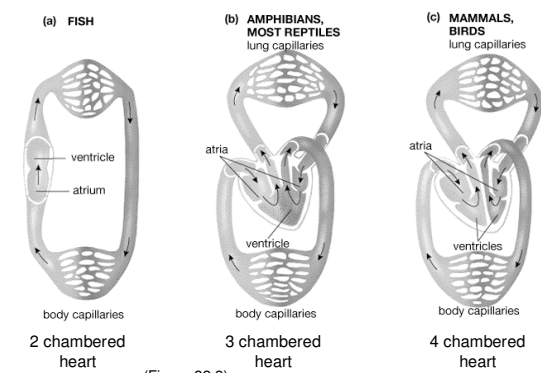 (a) FISH
ventricle
atrium
body capillaries
2 chambered
heart
(b) AMPHIBIANS,
MOST REPTILES
lung capillaries
atria
ventricle
body capillaries
3 chambered
heart
(c) MAMMALS,
BIRDS
lung capillaries
atria
ventricles
body capillaries
4 chambered
heart